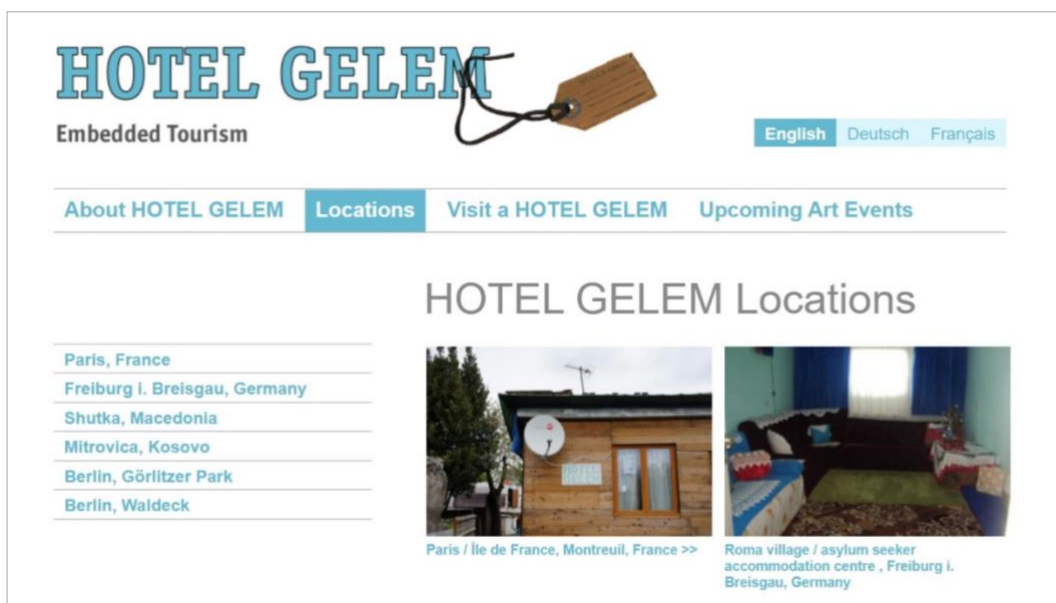 HOTEL GELEM
Embedded Tourism
English Deutsch Français
About HOTEL GELEM Locations Visit a HOTEL GELEM Upcoming Art Events
HOTEL GELEM Locations
Paris, France
Freiburg i. Breisgau, Germany
Shutka, Macedonia
Mitrovica, Kosovo
Berlin, Görlitzer Park
Berlin, Waldeck
HOTEL
GELEM
Paris / Île de France, Montreuil, France >>
Roma village / asylum seeker
accommodation centre , Freiburg i.
Breisgau, Germany